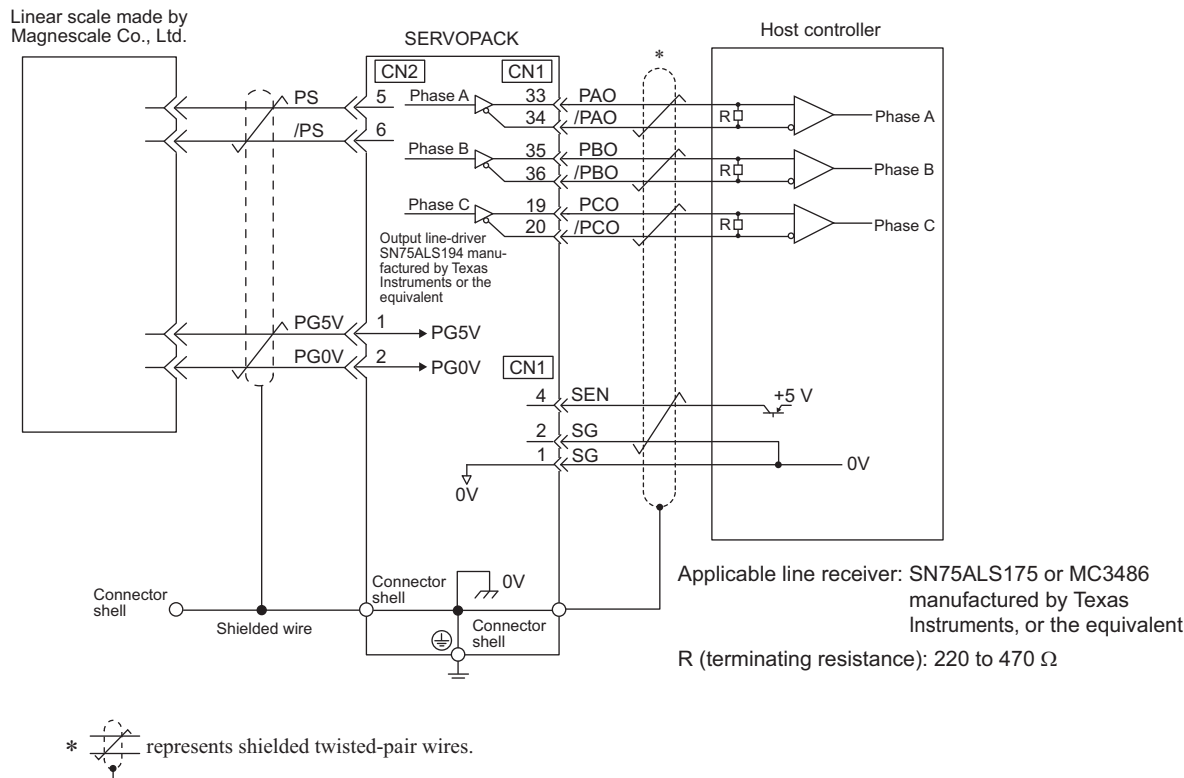 Linear scale made by
Magnescale Co., Ltd.
SERVOPACK
Host controller
*
CN2
CN1
PS
5
/PS
6
Phase A
33
PAO
34
/PAO
R
Phase A
Phase B
35
PBO
36
/PBO
R
Phase B
Phase C
19
PCO
20
/PCO
R
Phase C
Output line-driver
SN75ALS194 manu-
factured by Texas
Instruments or the
equivalent
PG5V
1
PG5V
PG0V
2
PG0V
CN1
4
SEN
+5 V
2
SG
1
SG
0V
0V
Connector
shell
Shielded wire
Connector
shell
0V
Connector
shell
Applicable line receiver: SN75ALS175 or MC3486
manufactured by Texas
Instruments, or the equivalent
R (terminating resistance): 220 to 470 Ω
* represents shielded twisted-pair wires.